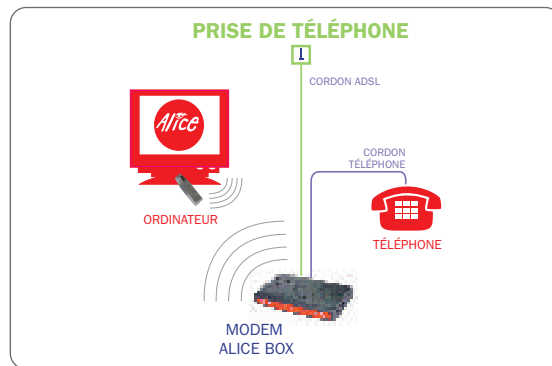 PRISE DE TÉLÉPHONE
CORDON ADSL
Alice
CORDON
TÉLÉPHONE
ORDINATEUR
TÉLÉPHONE
MODEM
ALICE BOX